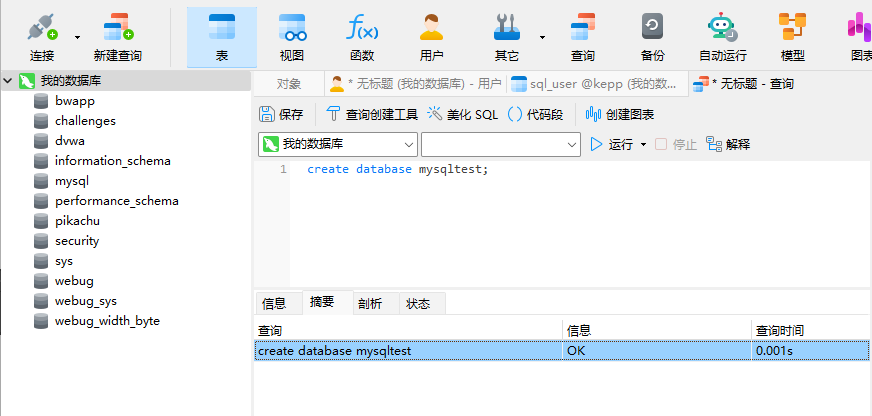 连接 新建查询 表 视图 函数 用户 其它 查询 备份 自动运行 模型 图表
我的数据库
bwapp
challenges
dvwa
information_schema
mysql
performance_schema
pikachu
security
sys
webug
webug_sys
webug_width_byte
对象 * 无标题 (我的数据库) - 用户 sql_user @kepp (我的数... * 无标题 - 查询
保存 查询创建工具 美化 SQL () 代码段 创建图表
我的数据库 运行 停止 解释
1 create database mysqltest;
信息 摘要 剖析 状态
查询 信息 查询时间
create database mysqltest OK 0.001s